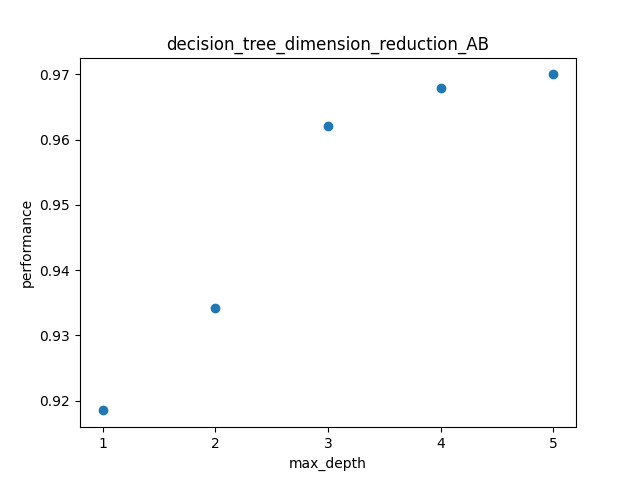 decision_tree_dimension_reduction_AB
0.97
0.96
0.95
0.94
0.93
0.92
performance
1 2 3 4 5
max_depth